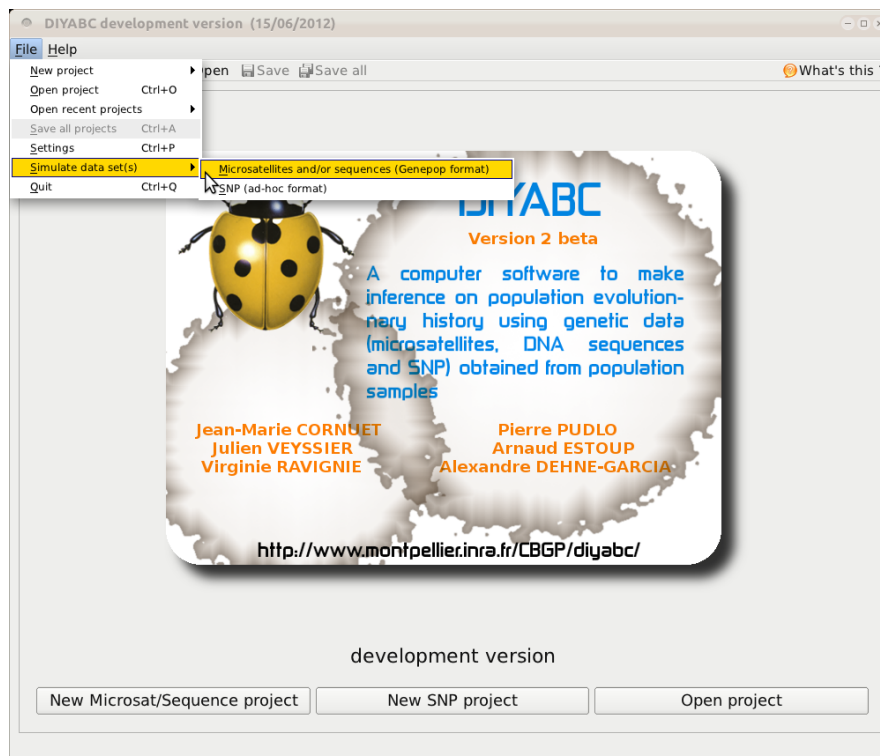 DIYABC development version (15/06/2012)
File Help
New project
Open project Ctrl+O
Open recent projects
Save all projects Ctrl+A
Settings Ctrl+P
Simulate data set(s)
Quit Ctrl+Q
Microsatellites and/or sequences (Genepop format)
SNP (ad-hoc format)
Save Save all
What's this
DIYABC
Version 2 beta
A computer software to make
inference on population evolution-
nary history using genetic data
(microsatellites, DNA sequences
and SNP) obtained from population
samples
Jean-Marie CORNUET
Julien VEYSSIER
Virginie RAVIGNIE
Pierre PUDLO
Arnaud ESTOUP
Alexandre DEHNE-GARCIA
http://www.montpellier.inra.fr/CBGP/diyabc/
development version
New Microsat/Sequence project New SNP project Open project